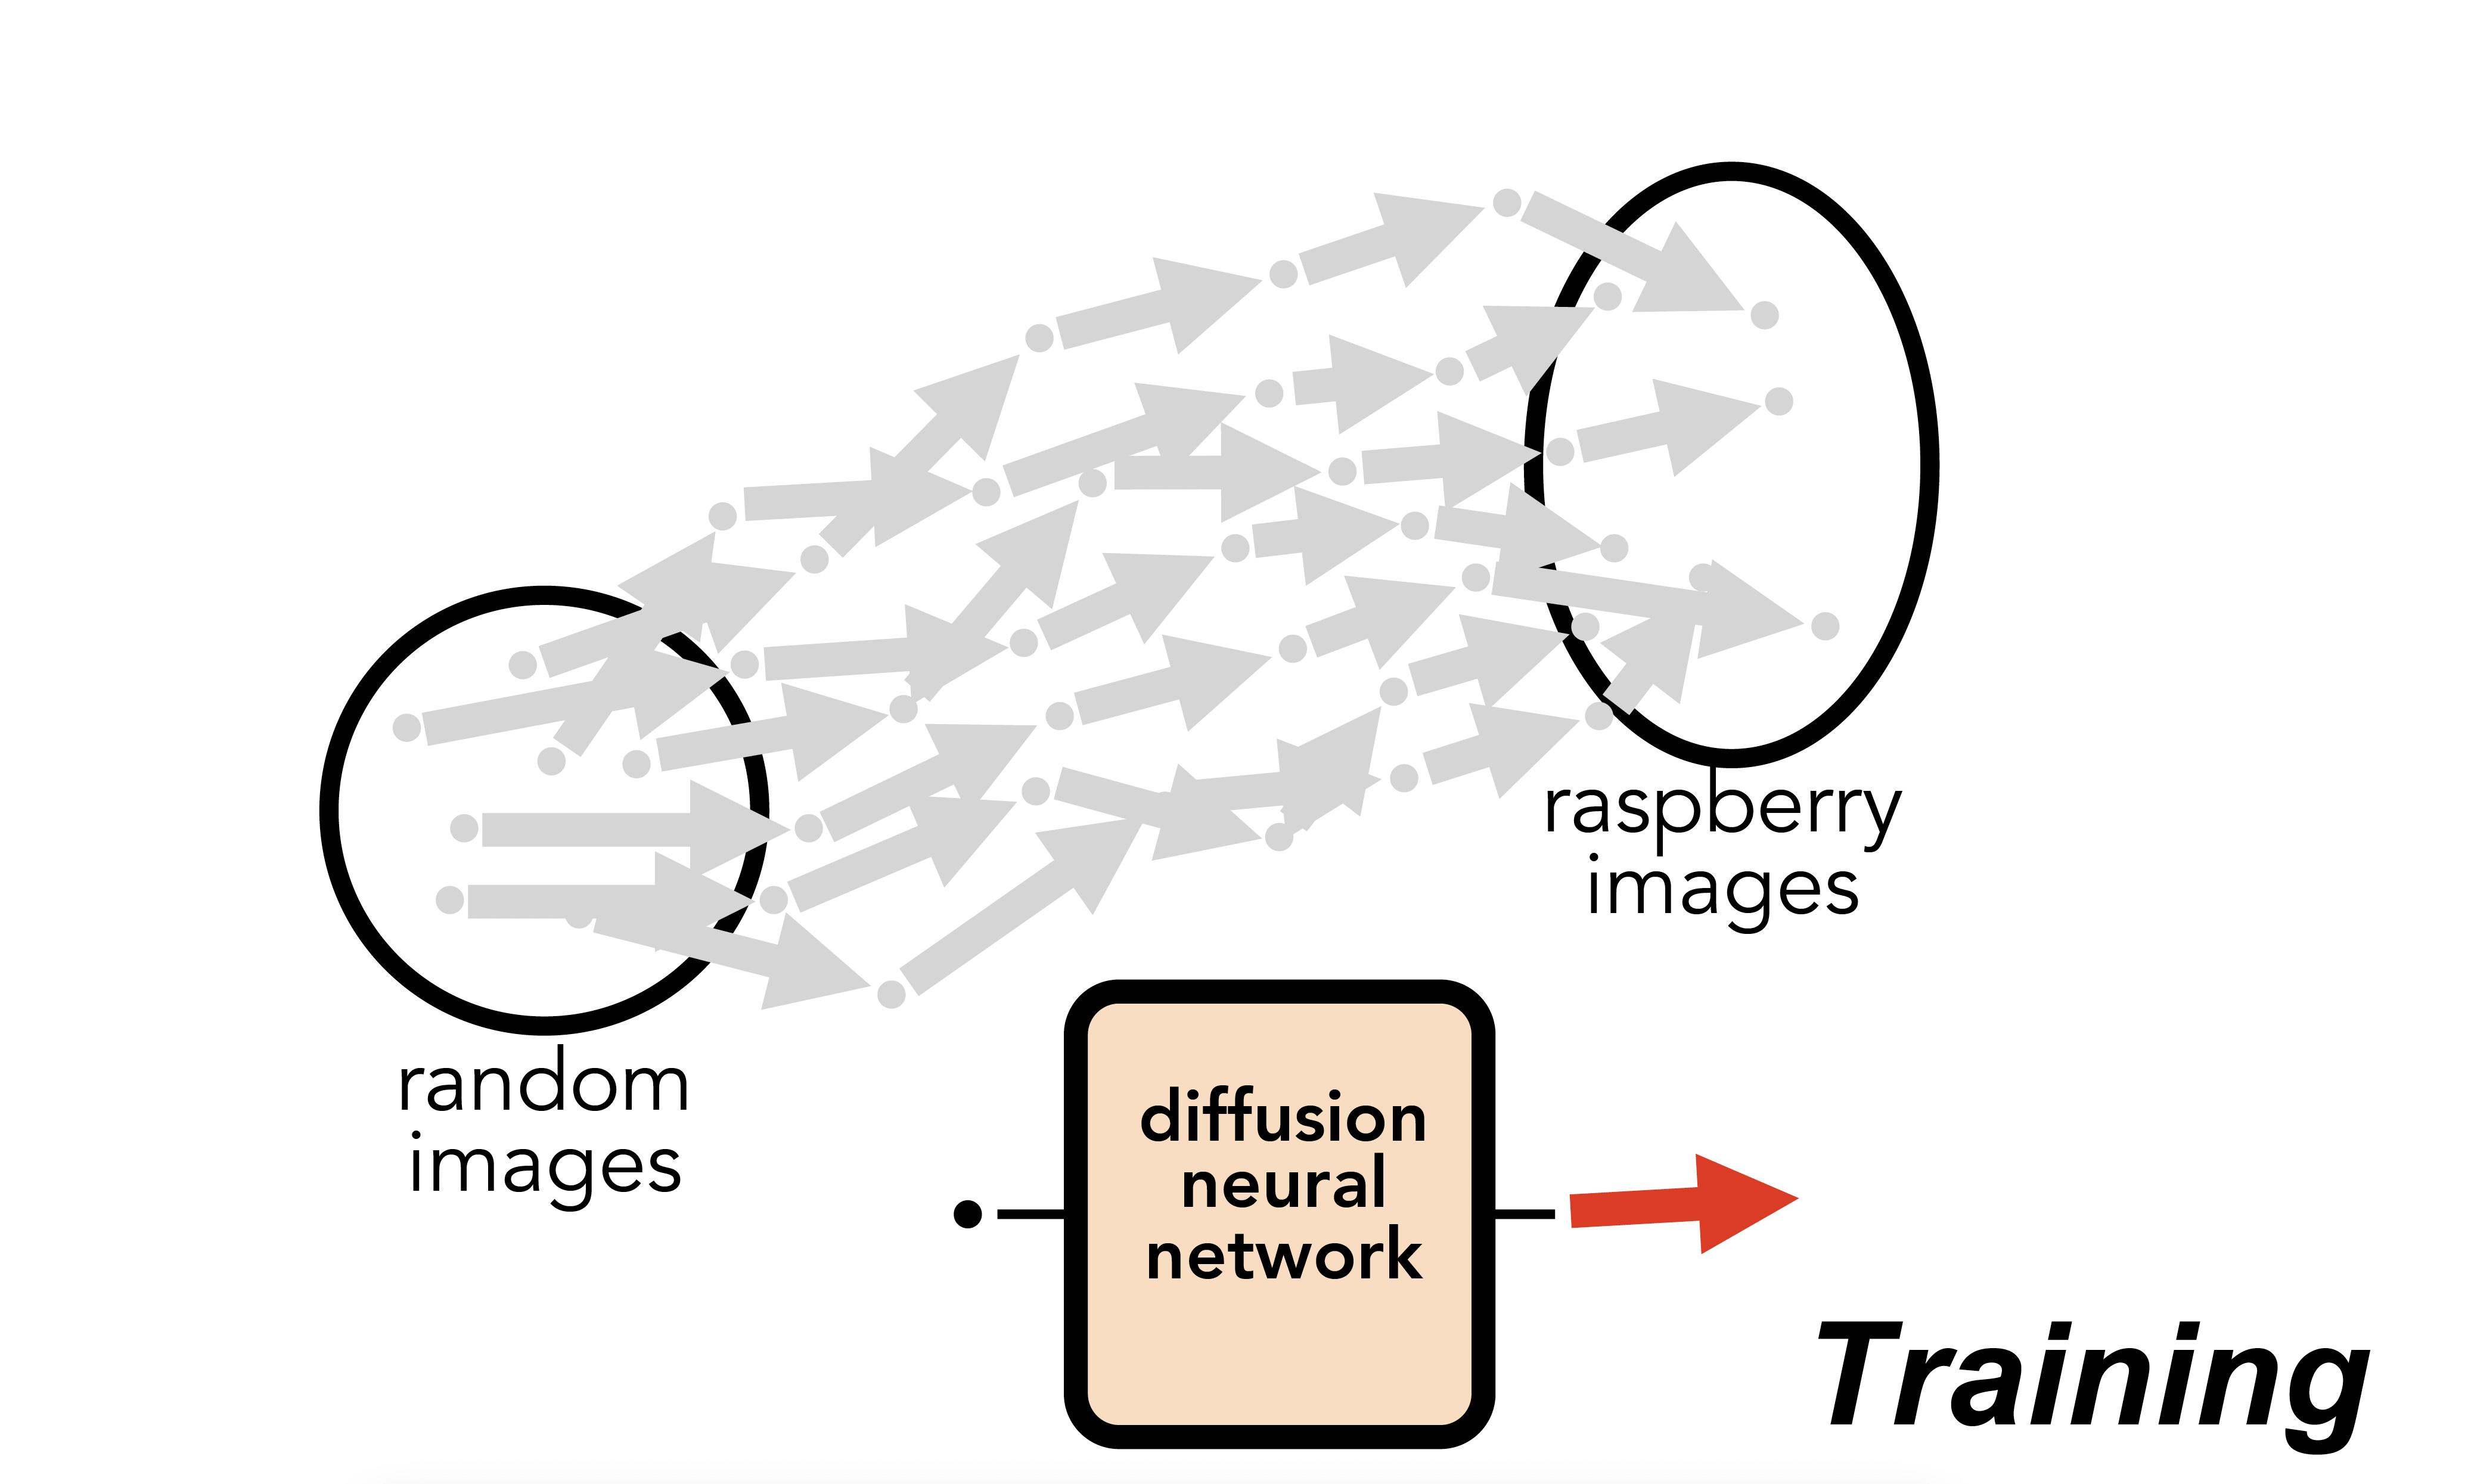 raspberry
images
random
images
diffusion
neural
network
Training